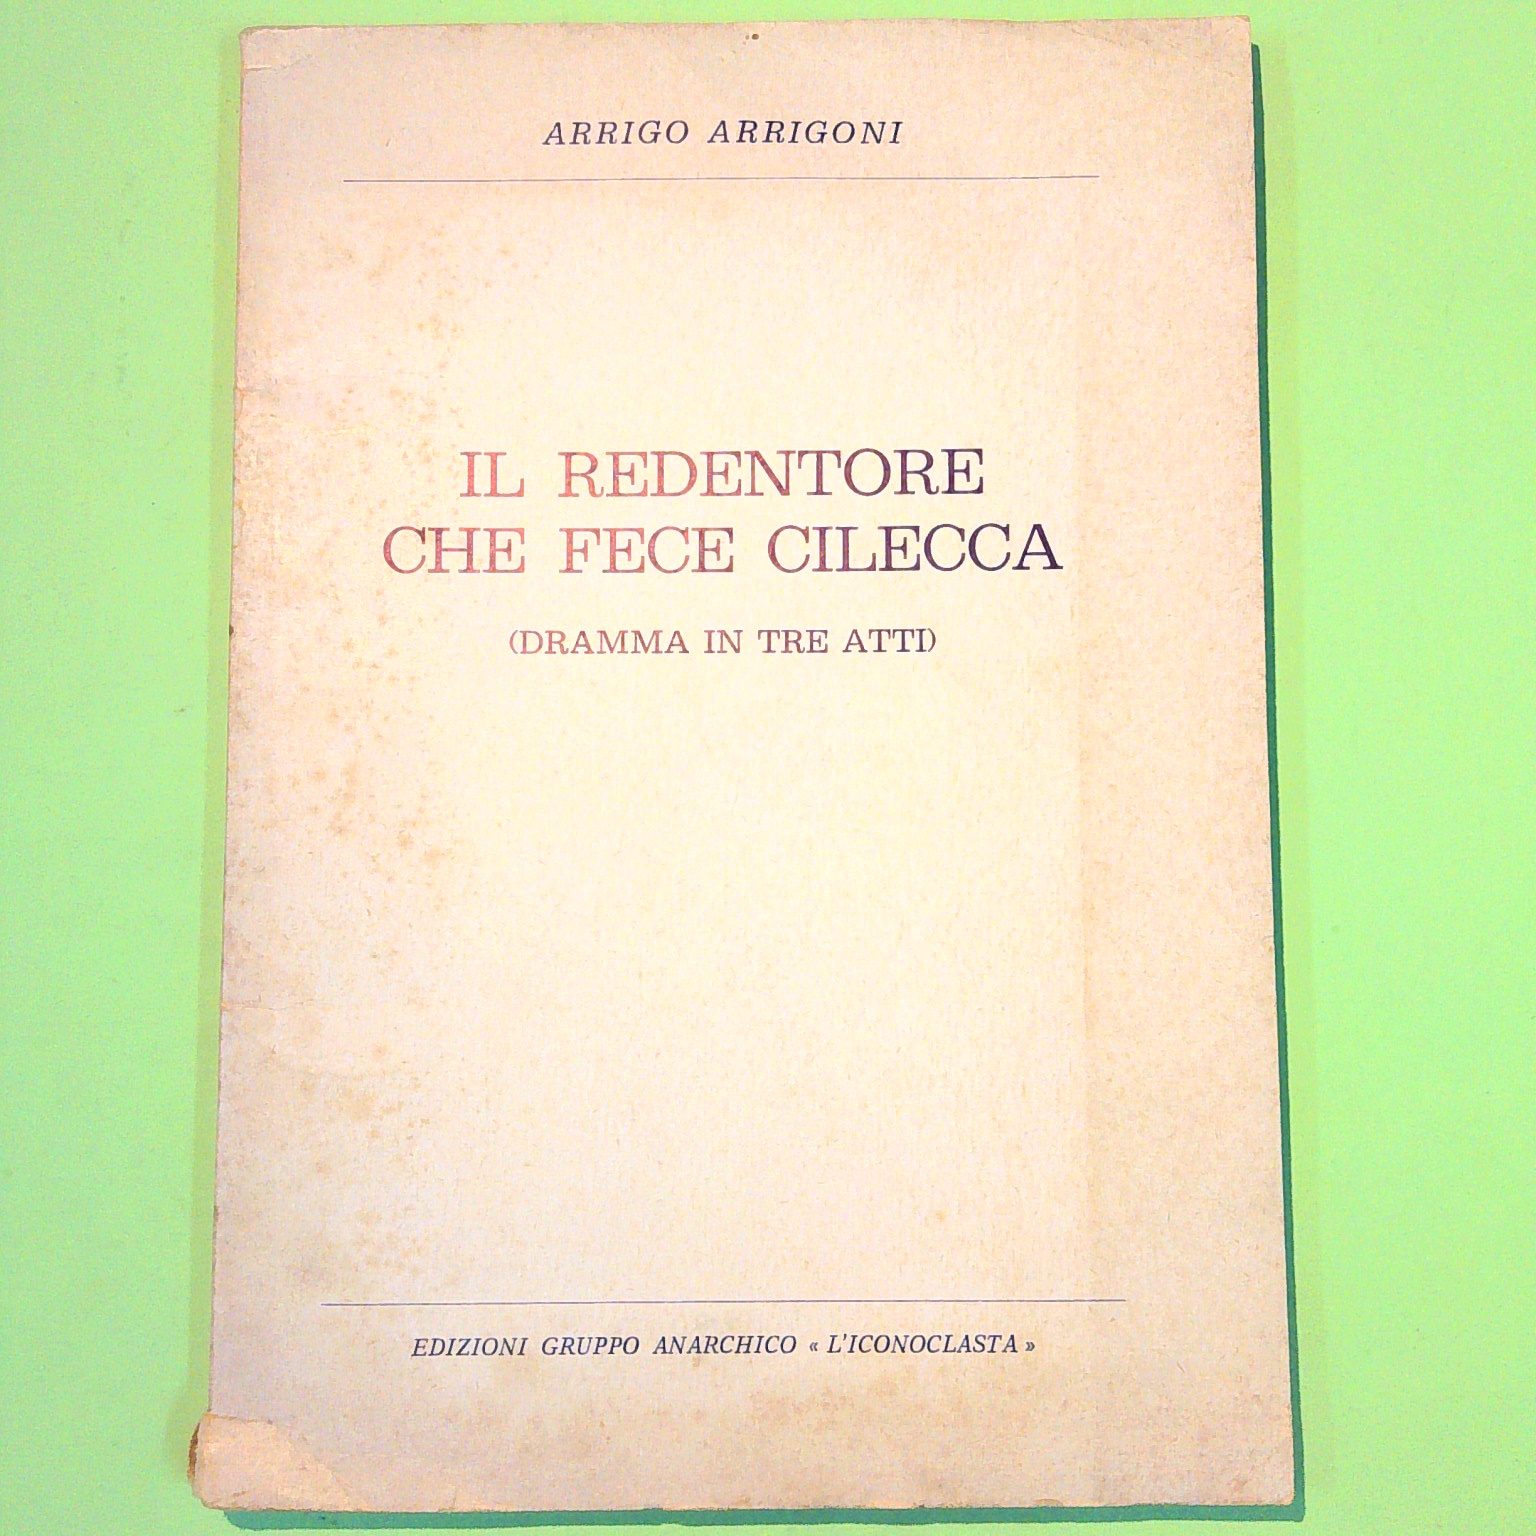 ARRIGO ARRIGONI
IL REDENTORE
CHE FECE CILECCA
(DRAMMA IN TRE ATTI)
EDIZIONI GRUPPO ANARCHICO « L'ICONOCLASTA »